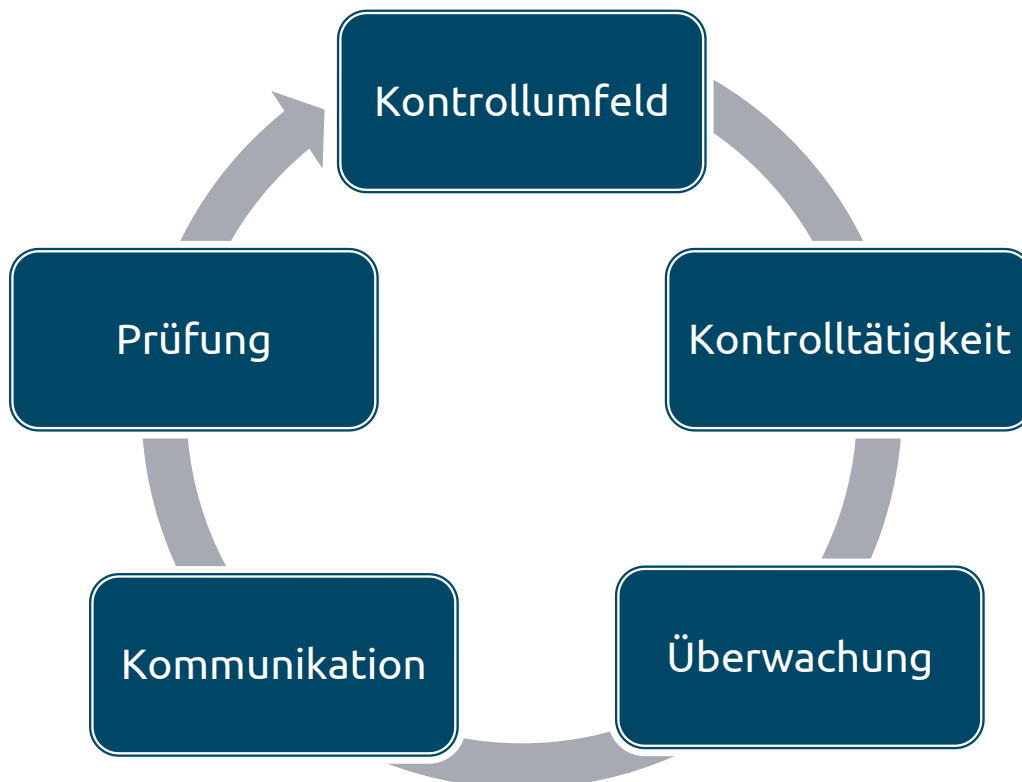 Kontrollumfeld
Kontrolltätigkeit
Überwachung
Kommunikation
Prüfung